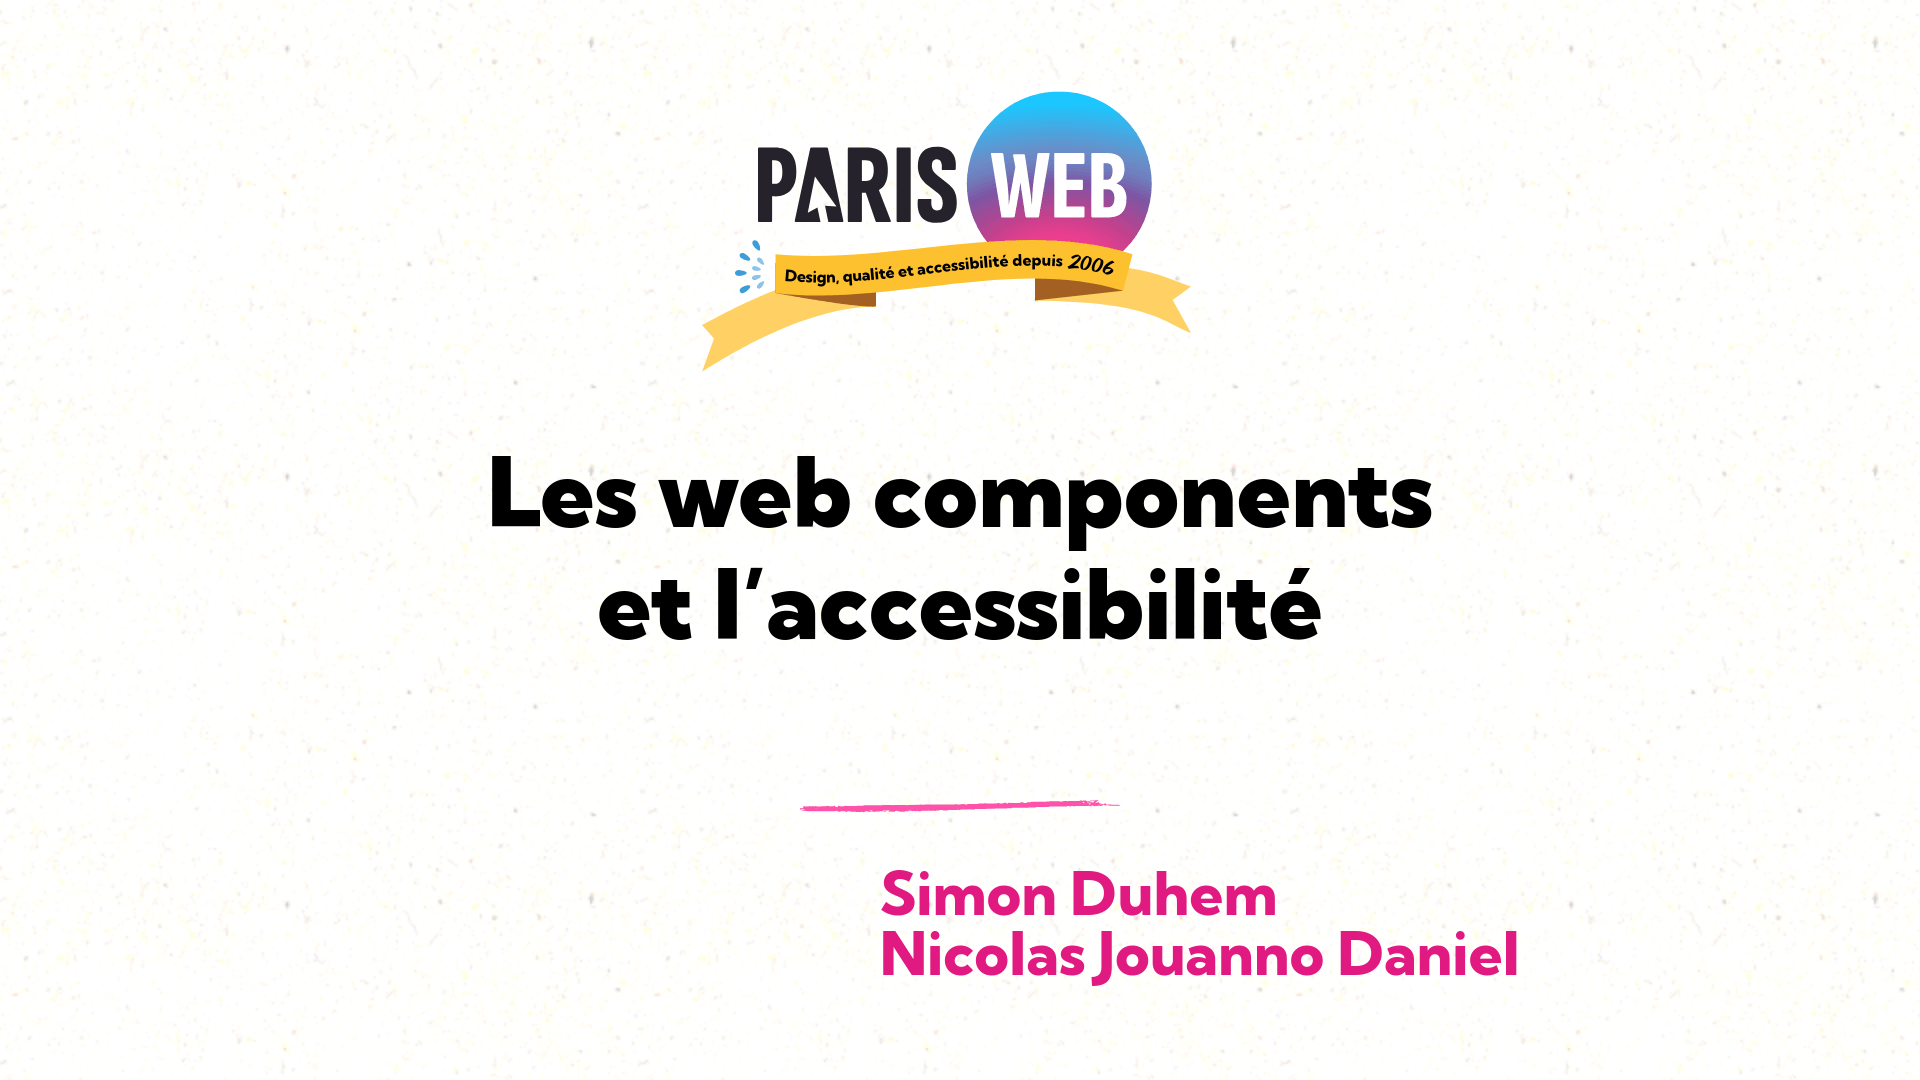 PARIS WEB
Design, qualité et accessibilité depuis 2006
Les web components
et l’accessibilité
Simon Duhem
Nicolas Jouanno Daniel